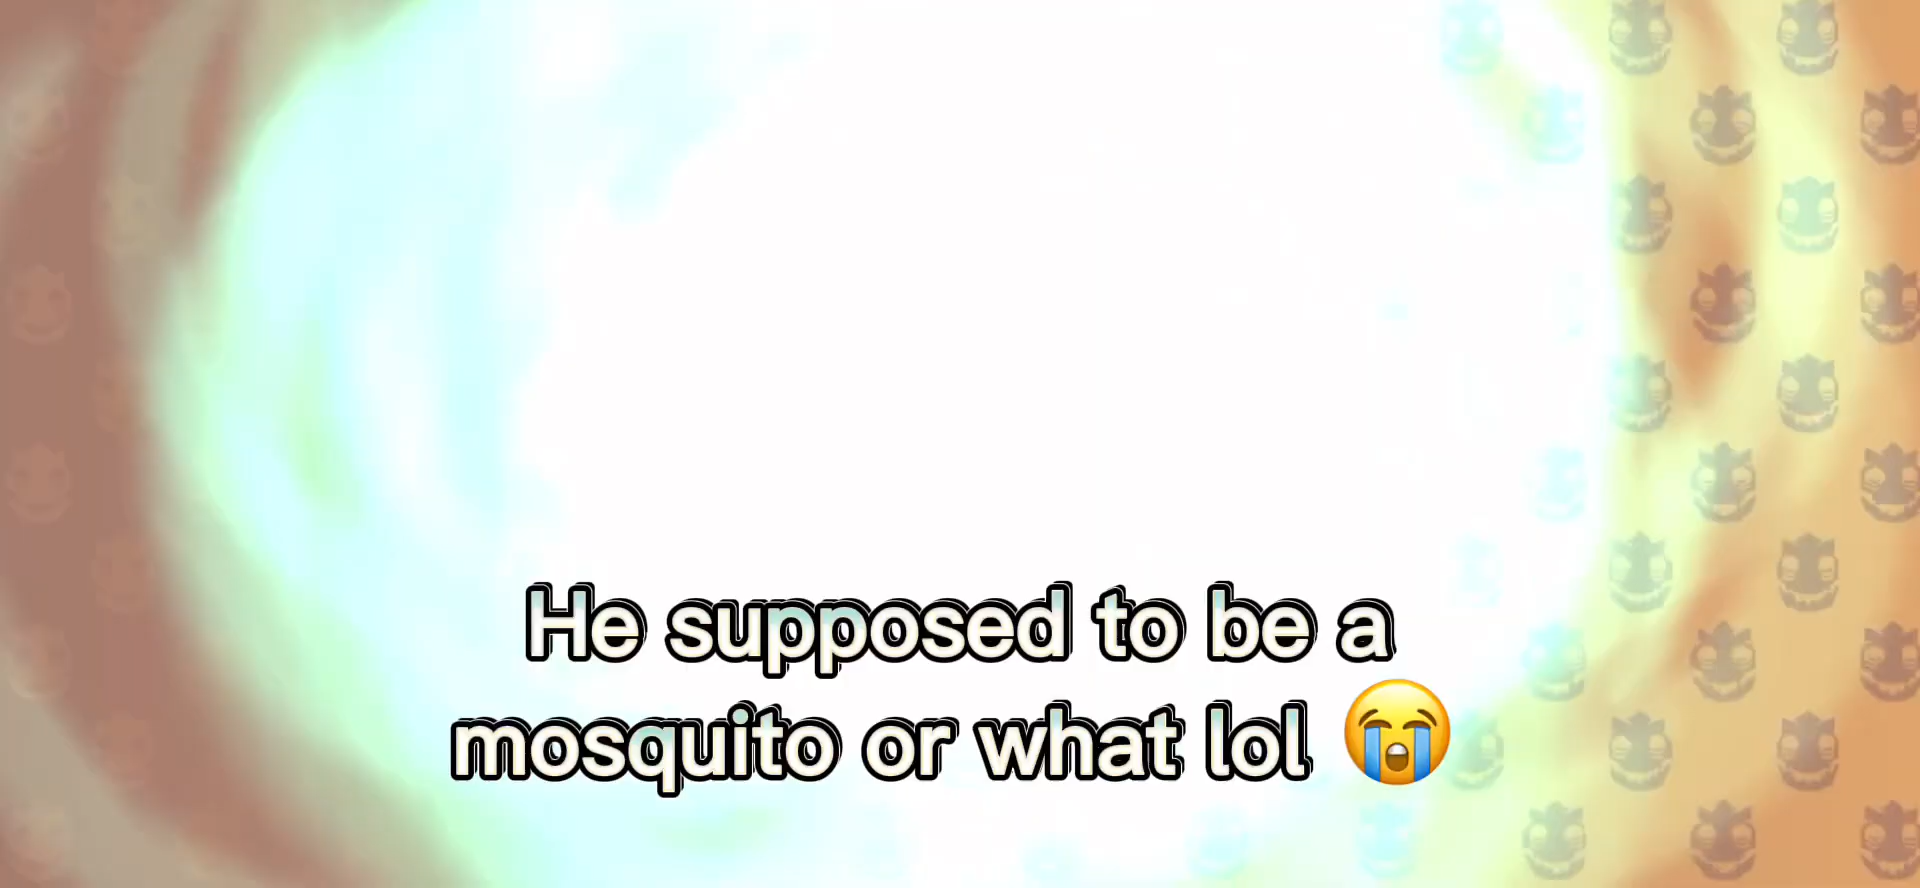 He supposed to be a
mosquito or what lol 😭